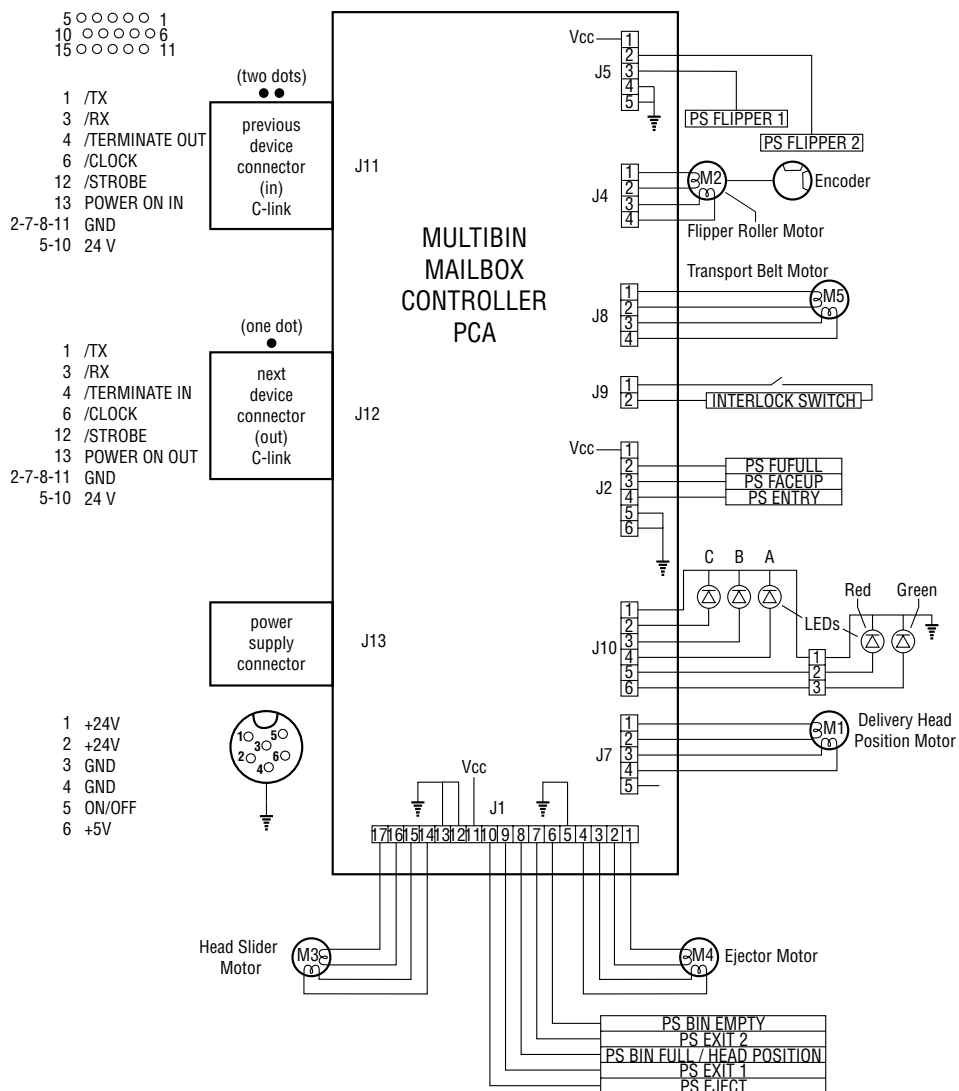 5 1
10 6
15 11
1 /TX
3 /RX
4 /TERMINATE OUT
6 /CLOCK
12 /STROBE
13 POWER ON IN
2-7-8-11 GND
5-10 24 V
(two dots)
previous
device
connector
(in)
C-link
J11
1 /TX
3 /RX
4 /TERMINATE IN
6 /CLOCK
12 /STROBE
13 POWER ON OUT
2-7-8-11 GND
5-10 24 V
(one dot)
next
device
connector
(out)
C-link
J12
power
supply
connector
J13
1 +24V
2 +24V
3 GND
4 GND
5 ON/OFF
6 +5V
1 5
3
2 6
4
MULTIBIN
MAILBOX
CONTROLLER
PCA
Vcc 1
2
J5 3
4
5
PS FLIPPER 1
PS FLIPPER 2
J4
1
2
3
4
M2
Encoder
Flipper Roller Motor
Transport Belt Motor
J8
1
2
3
4
M5
J9
1
2
INTERLOCK SWITCH
Vcc 1
J2
2 PS FUFULL
3 PS FACEUP
4 PS ENTRY
5
6
C B A
Red Green
LEDs
J10
1
2
3
4
5
6
1
2
3
J7
1
2
3
4
5
M1
Delivery Head
Position Motor
Vcc
J1
17 16 15 14 13 12 11 10 9 8 7 6 5 4 3 2 1
Head Slider
Motor
M3
M4
Ejector Motor
PS BIN EMPTY
PS EXIT 2
PS BIN FULL / HEAD POSITION
PS EXIT 1
PS EJECT